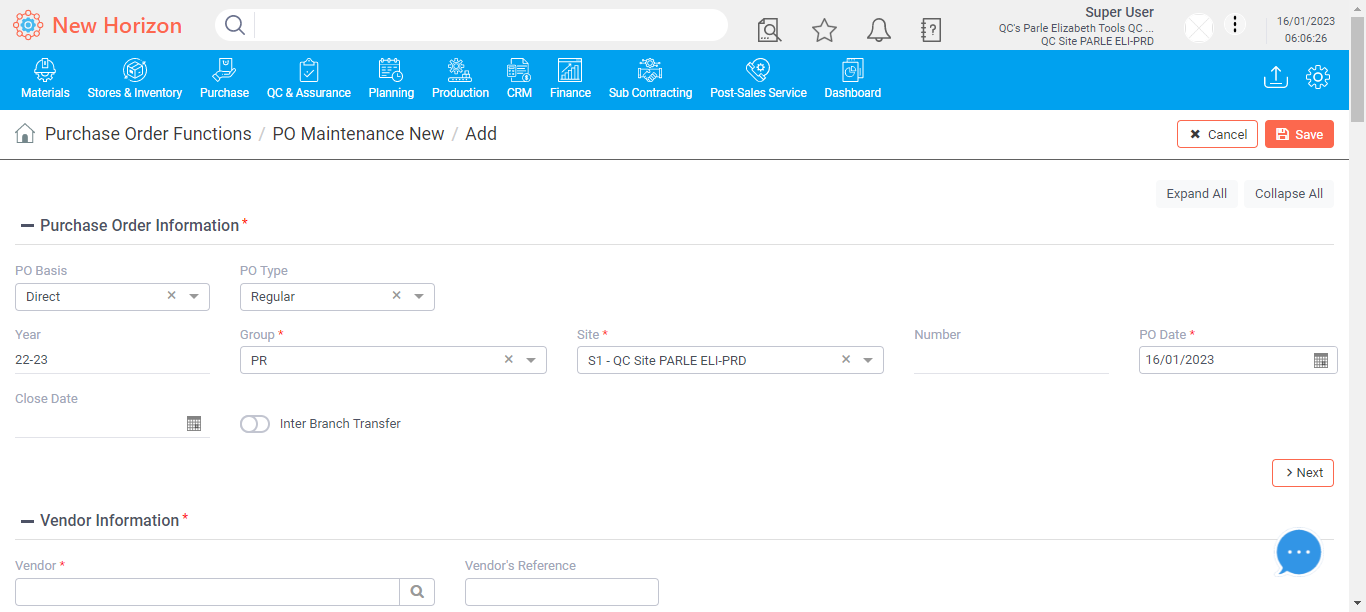 New Horizon
Super User
QC's Parle Elizabeth Tools QC ...
QC Site PARLE ELI-PRD
16/01/2023
06:06:26
Materials Stores & Inventory Purchase QC & Assurance Planning Production CRM Finance Sub Contracting Post-Sales Service Dashboard
Purchase Order Functions / PO Maintenance New / Add
Cancel Save
Expand All Collapse All
Purchase Order Information *
PO Basis PO Type
Direct Regular
Year Group * Site * Number PO Date *
22-23 PR S1 - QC Site PARLE ELI-PRD 16/01/2023
Close Date
Inter Branch Transfer
Next
Vendor Information *
Vendor * Vendor's Reference